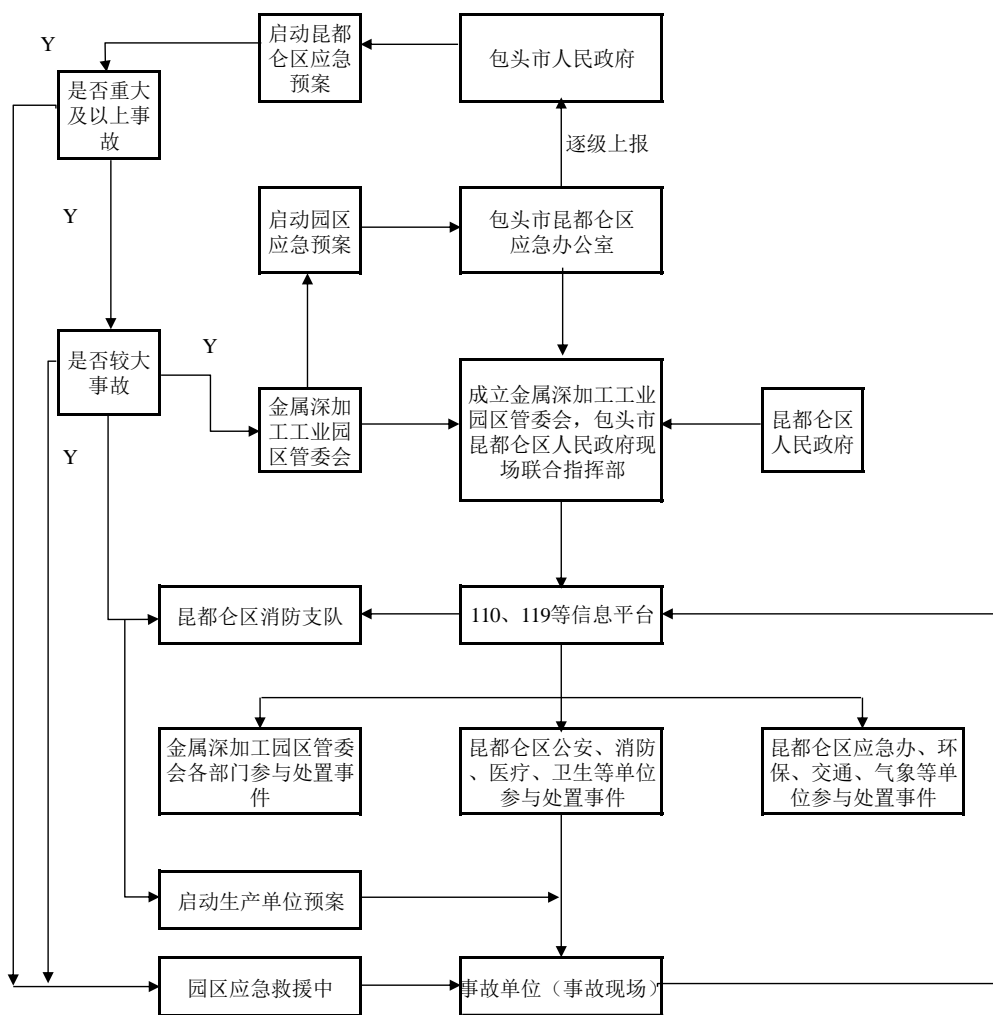 Y
启动昆都
仑区应急
预案
包头市人民政府
是否重大
及以上事
故
逐级上报
Y
启动园区
应急预案
包头市昆都仑区
应急办公室
是否较大
事故
Y
金属深加
工工业园
区管委会
成立金属深加工工业
园区管委会，包头市
昆都仑区人民政府现
场联合指挥部
昆都仑区
人民政府
Y
昆都仑区消防支队
110、119等信息平台
金属深加工园区管委
会各部门参与处置事
件
昆都仑区公安、消防
、医疗、卫生等单位
参与处置事件
昆都仑区应急办、环
保、交通、气象等单
位参与处置事件
启动生产单位预案
园区应急救援中
事故单位（事故现场）